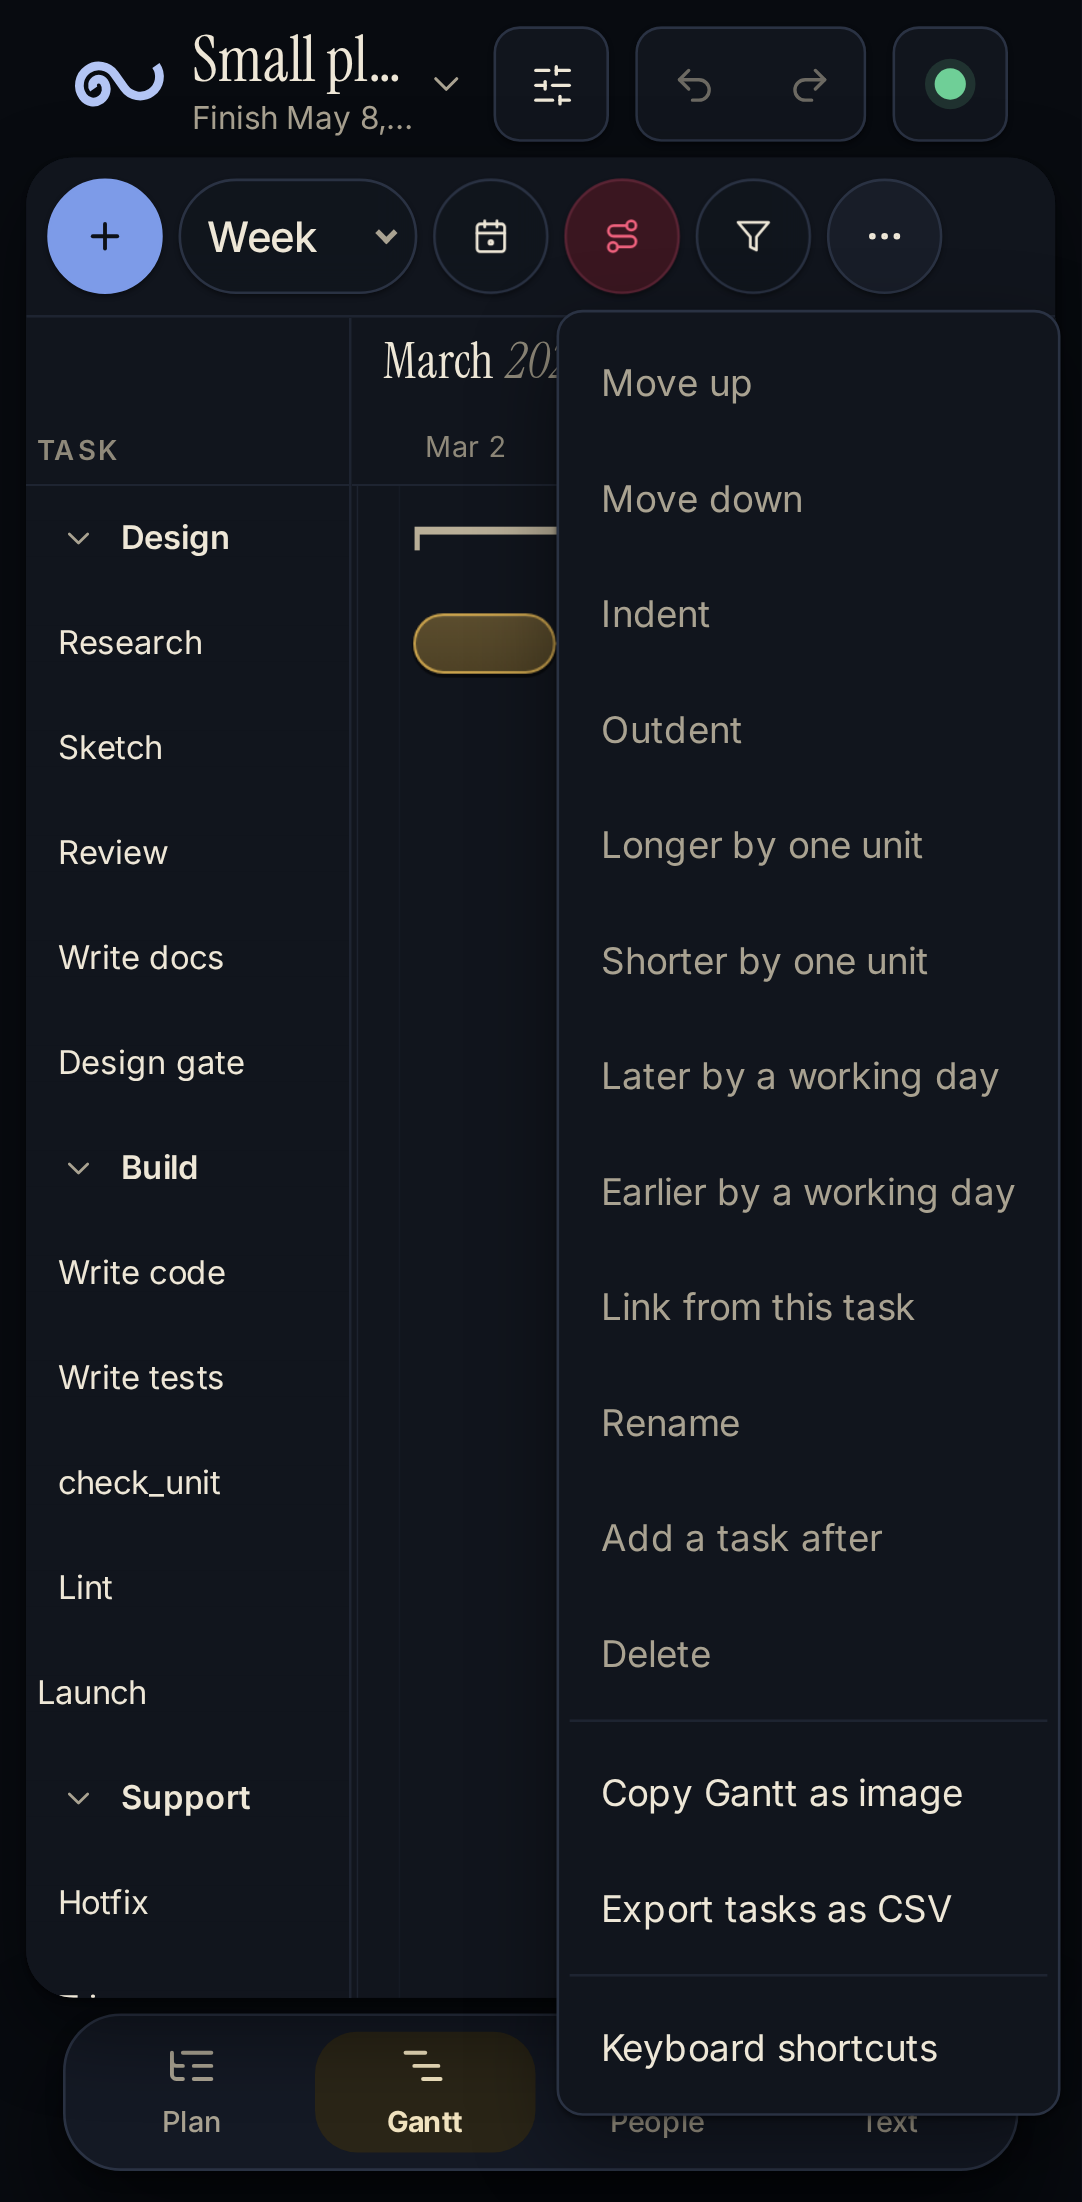 Small pl...
Finish May 8,...
Week
March
TASK
Mar 2
Design
Research
Sketch
Review
Write docs
Design gate
Build
Write code
Write tests
check_unit
Lint
Launch
Support
Hotfix
Move up
Move down
Indent
Outdent
Longer by one unit
Shorter by one unit
Later by a working day
Earlier by a working day
Link from this task
Rename
Add a task after
Delete
Copy Gantt as image
Export tasks as CSV
Keyboard shortcuts
Plan
Gantt
People
Text